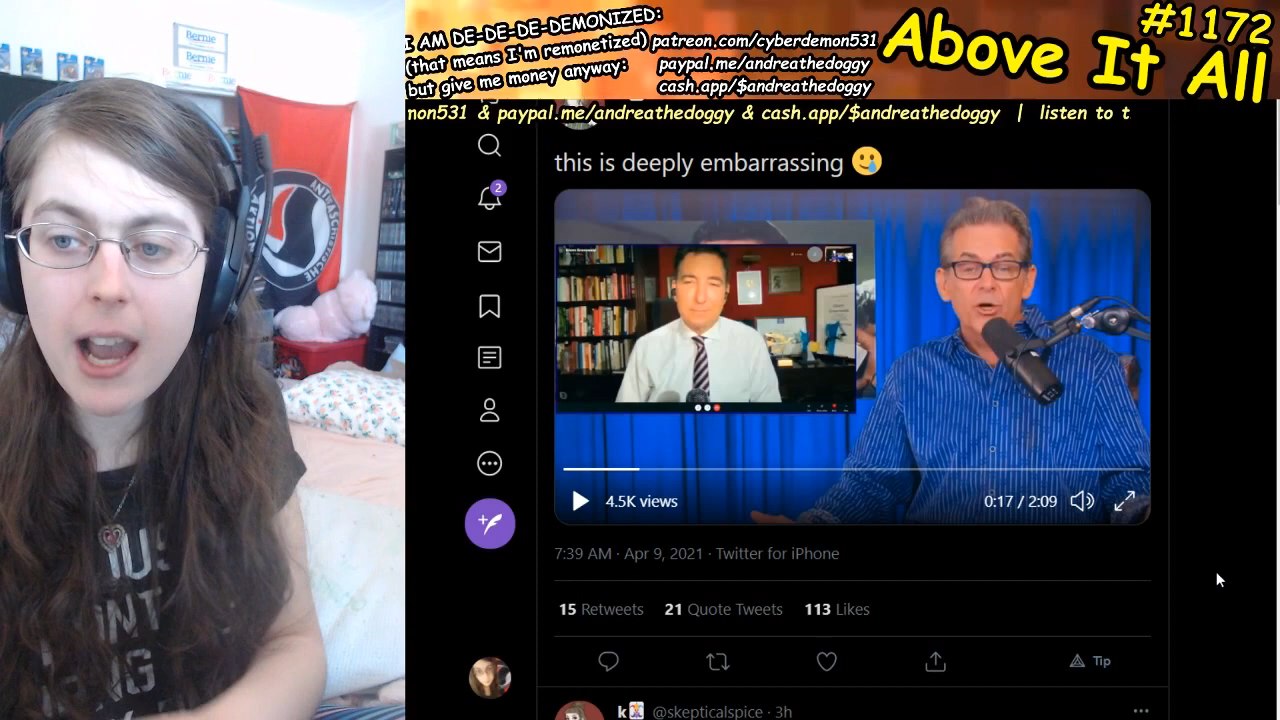 I AM DE-DE-DE-DEMONIZED:
(that means I'm remonetized)
but give me money anyway:
patreon.com/cyberdemon531
paypal.me/andreathedoggy
cash.app/$andreathedoggy
#1172
Above It All
mon531 & paypal.me/andreathedoggy & cash.app/$andreathedoggy | listen to t
Bernie
Bernie
ANTIFASCHISTISCHE
AKTION
2
this is deeply embarrassing 🥲
4.5K views
0:17 / 2:09
7:39 AM · Apr 9, 2021 · Twitter for iPhone
15 Retweets 21 Quote Tweets 113 Likes
Tip
k🃏 @skepticalspice · 3h